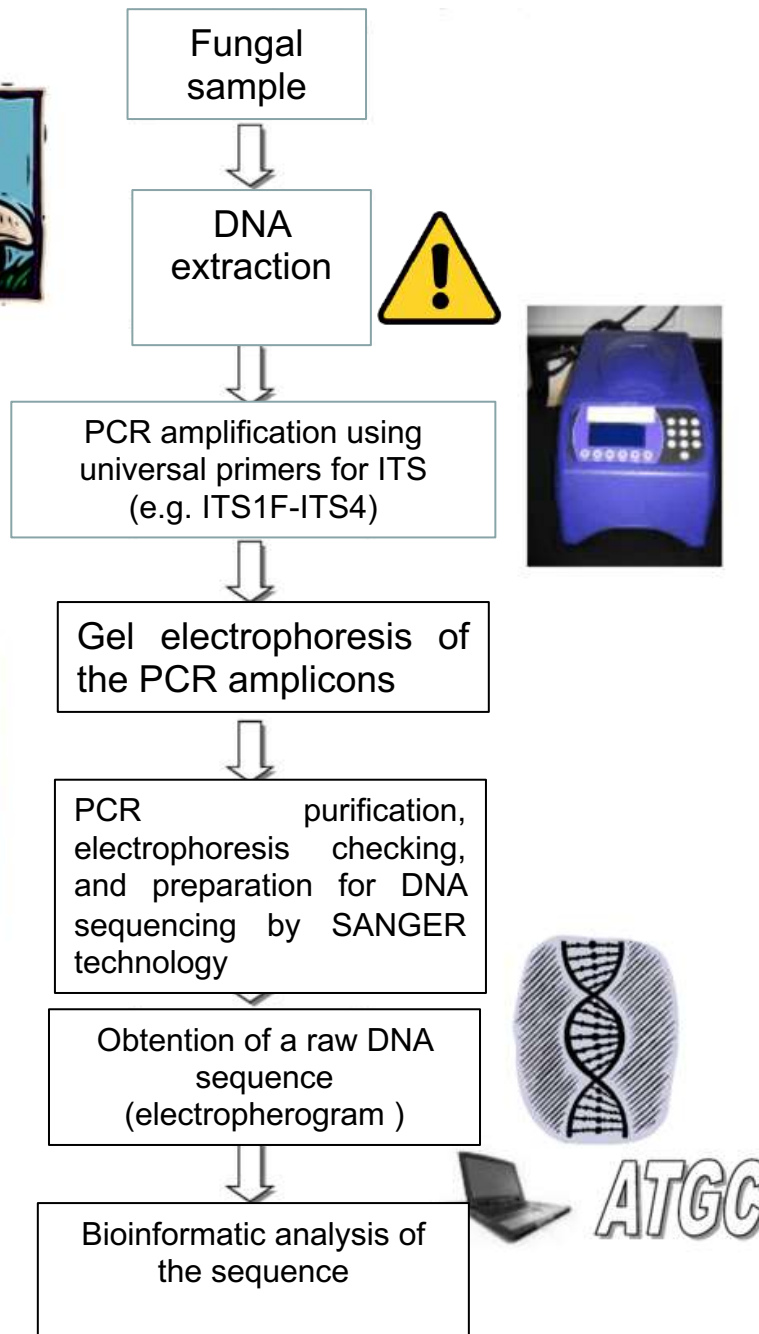 Fungal
sample
DNA
extraction
PCR amplification using
universal primers for ITS
(e.g. ITS1F-ITS4)
Gel electrophoresis of
the PCR amplicons
PCR purification,
electrophoresis checking,
and preparation for DNA
sequencing by SANGER
technology
Obtention of a raw DNA
sequence
(electropherogram )
ATGC
Bioinformatic analysis of
the sequence